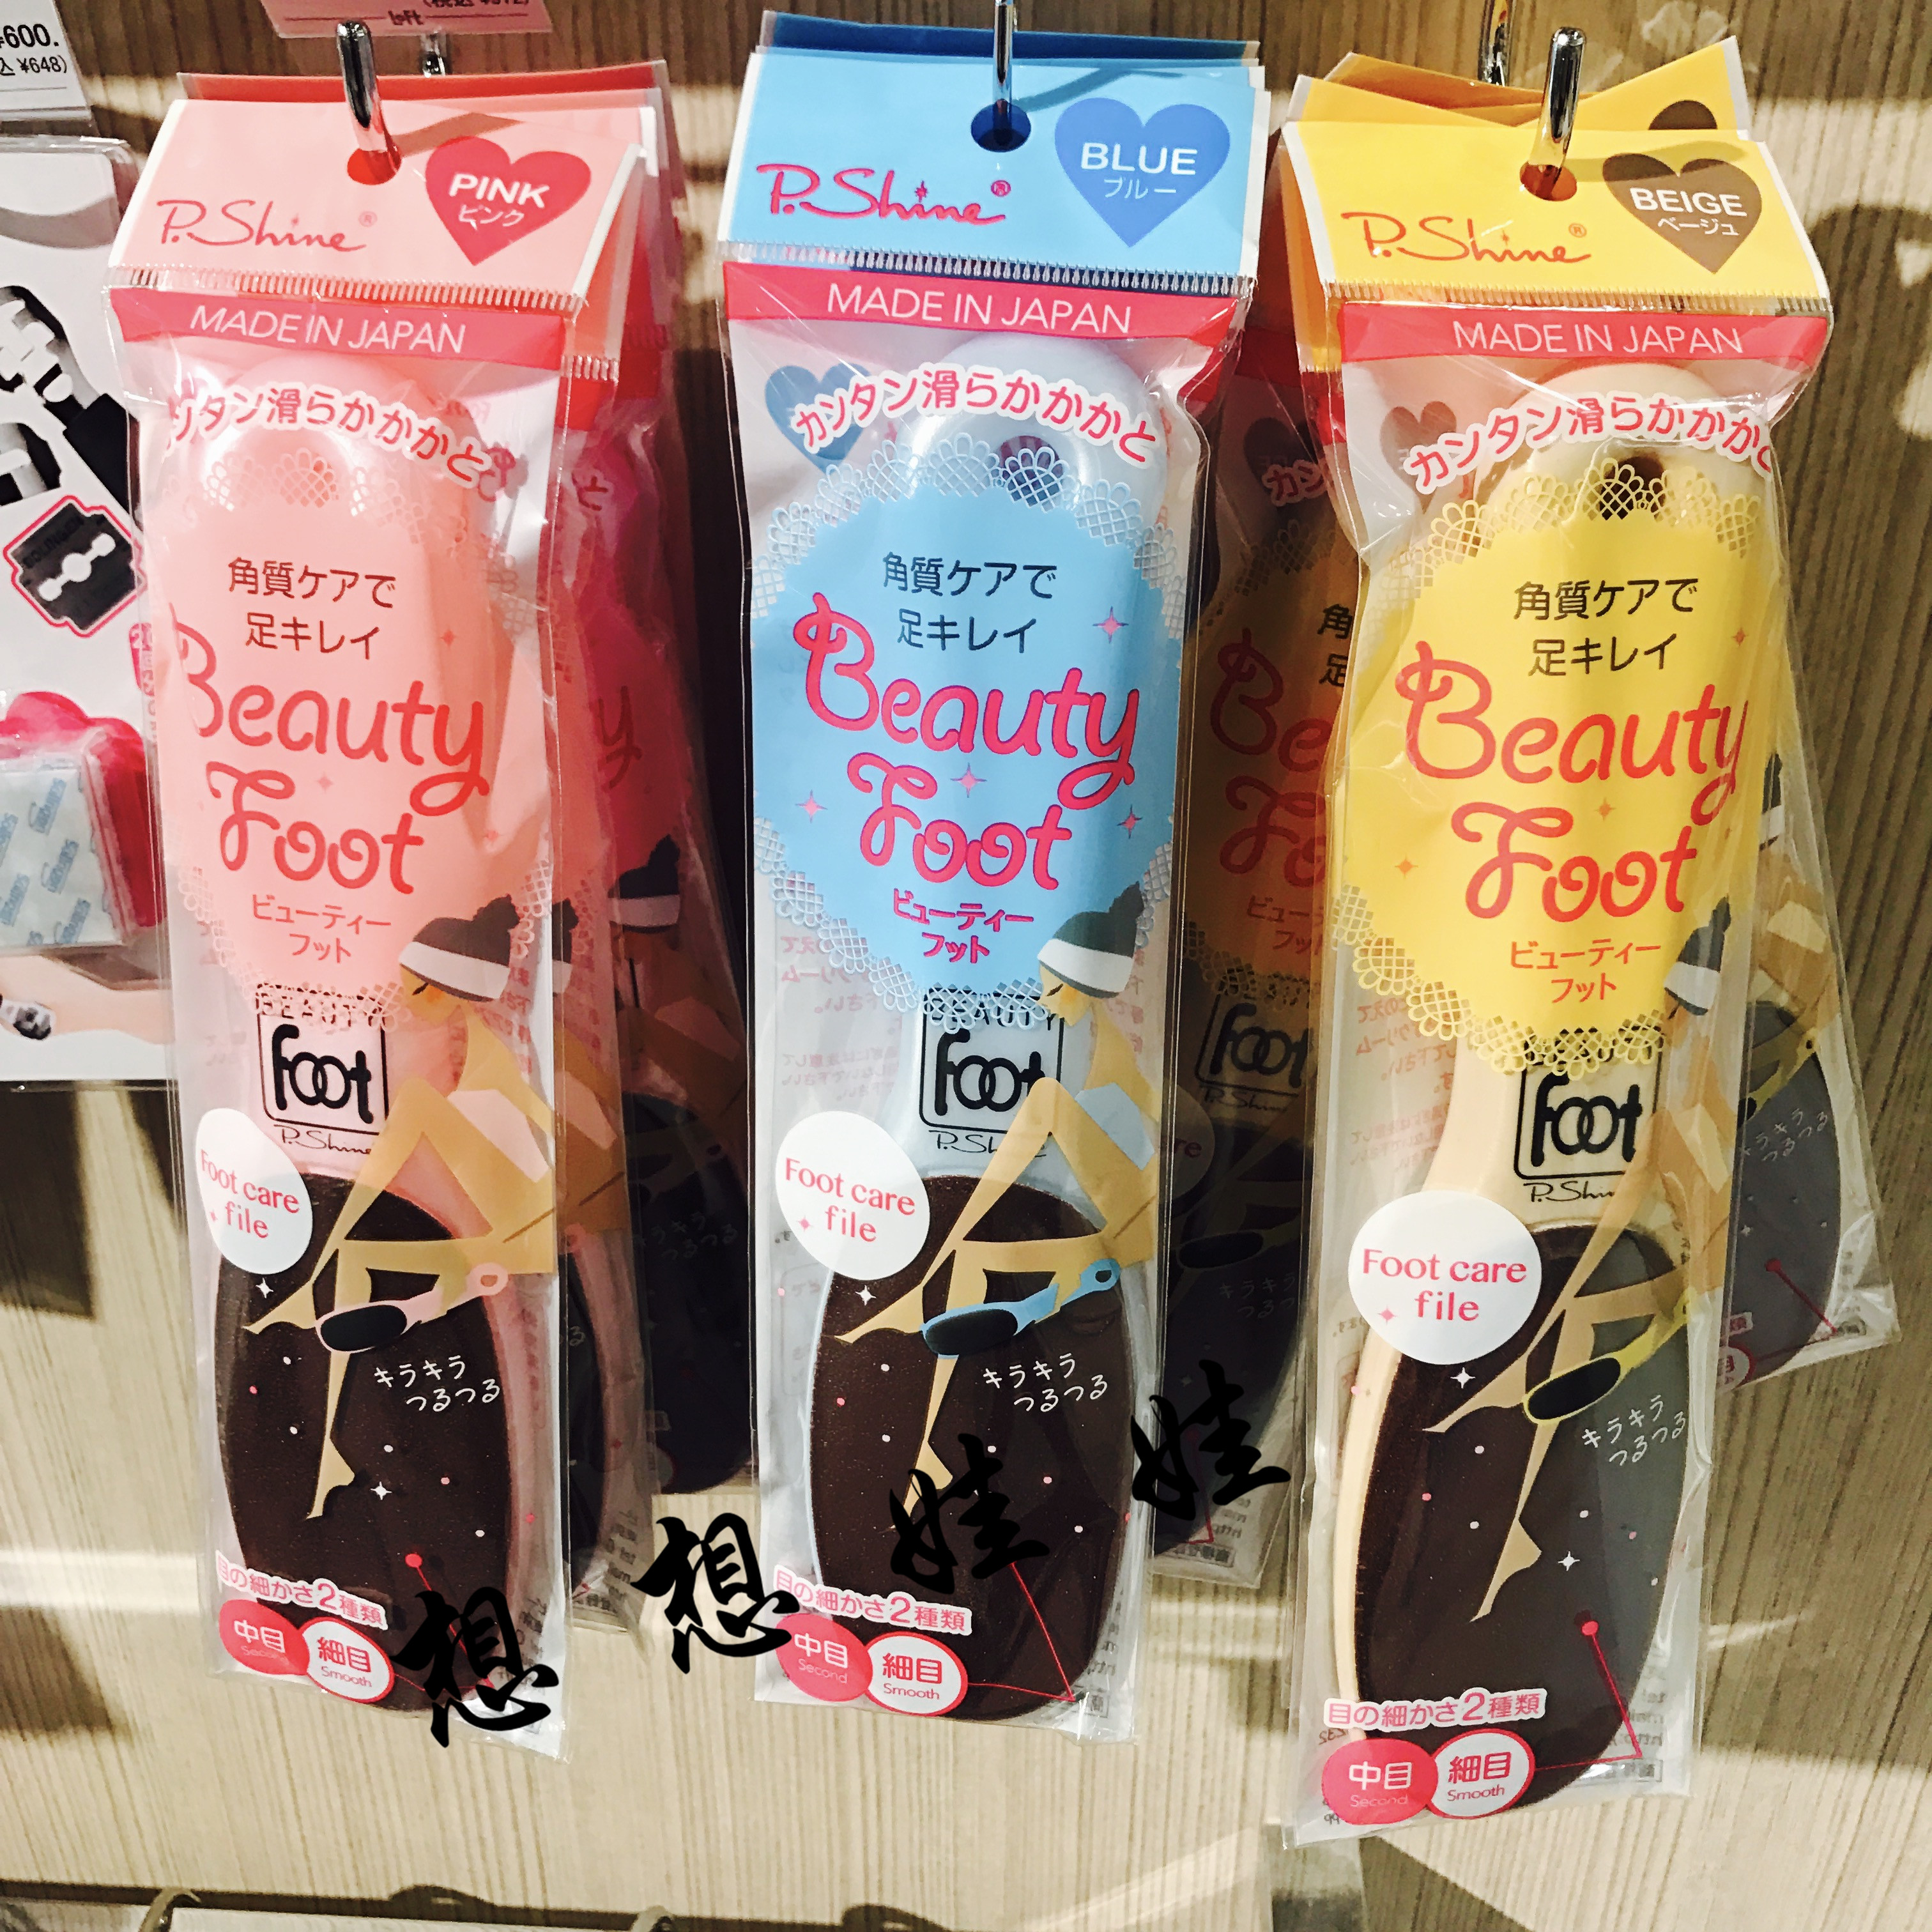 ¥600.
込 ¥648)
Loft
PINK
ピンク
P.Shine®
MADE IN JAPAN
ンタン滑らかかかと
角質ケアで
足キレイ
Beauty
Foot
ビューティー
フット
BEAUTY
foot
P.Shine
Foot care
file
キラキラ
つるつる
目の細かさ2種類
中目
Second
細目
Smooth
BLUE
ブルー
P.Shine®
MADE IN JAPAN
カンタン滑らかかかと
角質ケアで
足キレイ
Beauty
Foot
ビューティー
フット
BEAUTY
foot
P.Shine
Foot care
file
キラキラ
つるつる
目の細かさ2種類
中目
Second
細目
Smooth
BEIGE
ベージュ
P.Shine®
MADE IN JAPAN
カンタン滑らかかかと
角質ケアで
足キレイ
Beauty
Foot
ビューティー
フット
foot
P.Shin
Foot care
file
キラキラ
つるつる
目の細かさ2種類
中目
Second
細目
Smooth
想想娃娃